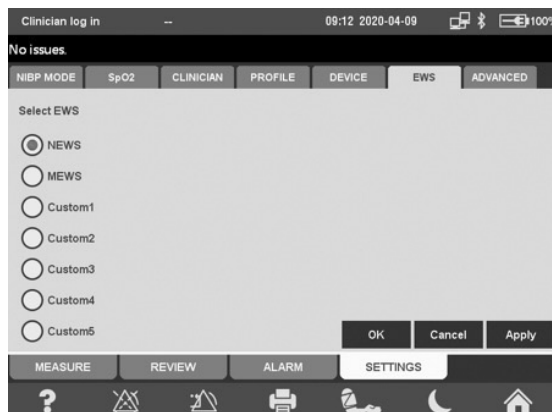 Clinician log in -- 09:12 2020-04-09 100%
No issues.
NIBP MODE SpO2 CLINICIAN PROFILE DEVICE EWS ADVANCED
Select EWS
NEWS
MEWS
Custom1
Custom2
Custom3
Custom4
Custom5
OK Cancel Apply
MEASURE REVIEW ALARM SETTINGS
?